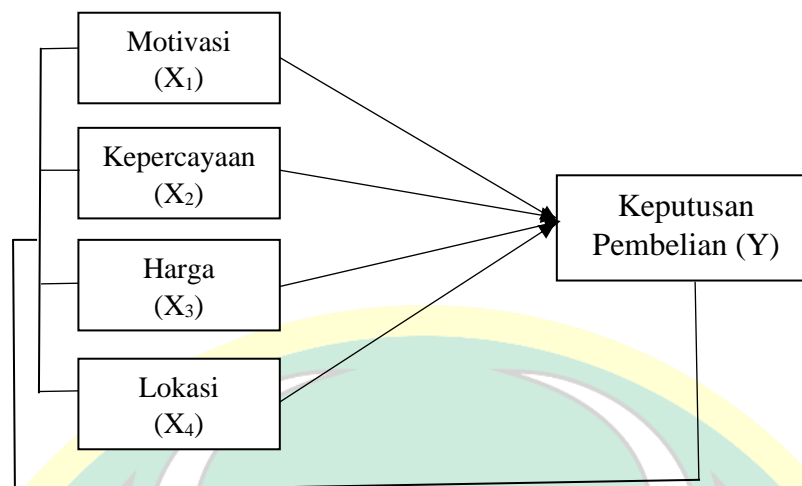 Motivasi
(X₁)
Kepercayaan
(X₂)
Harga
(X₃)
Lokasi
(X₄)
Keputusan
Pembelian (Y)